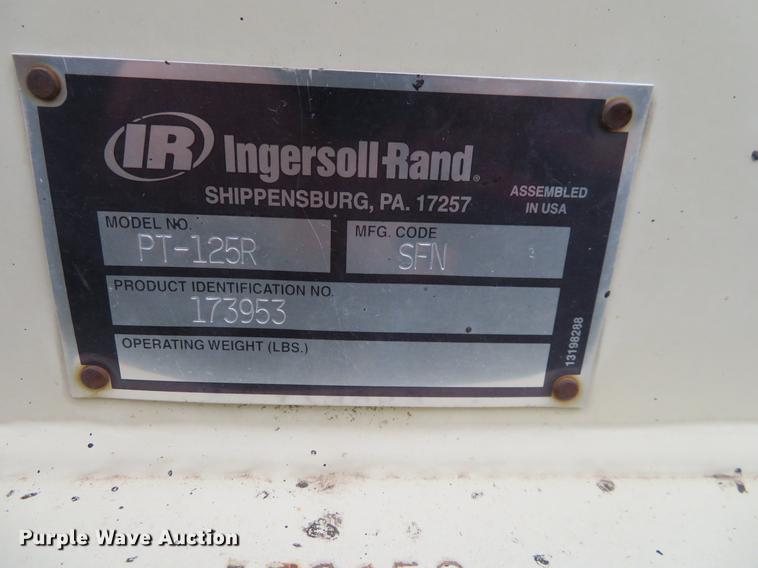 IR Ingersoll-Rand®
SHIPPENSBURG, PA. 17257
ASSEMBLED
IN USA
MODEL NO.
PT-125R
MFG. CODE
SFN
PRODUCT IDENTIFICATION NO.
173953
OPERATING WEIGHT (LBS.)
13198288
Purple Wave Auction